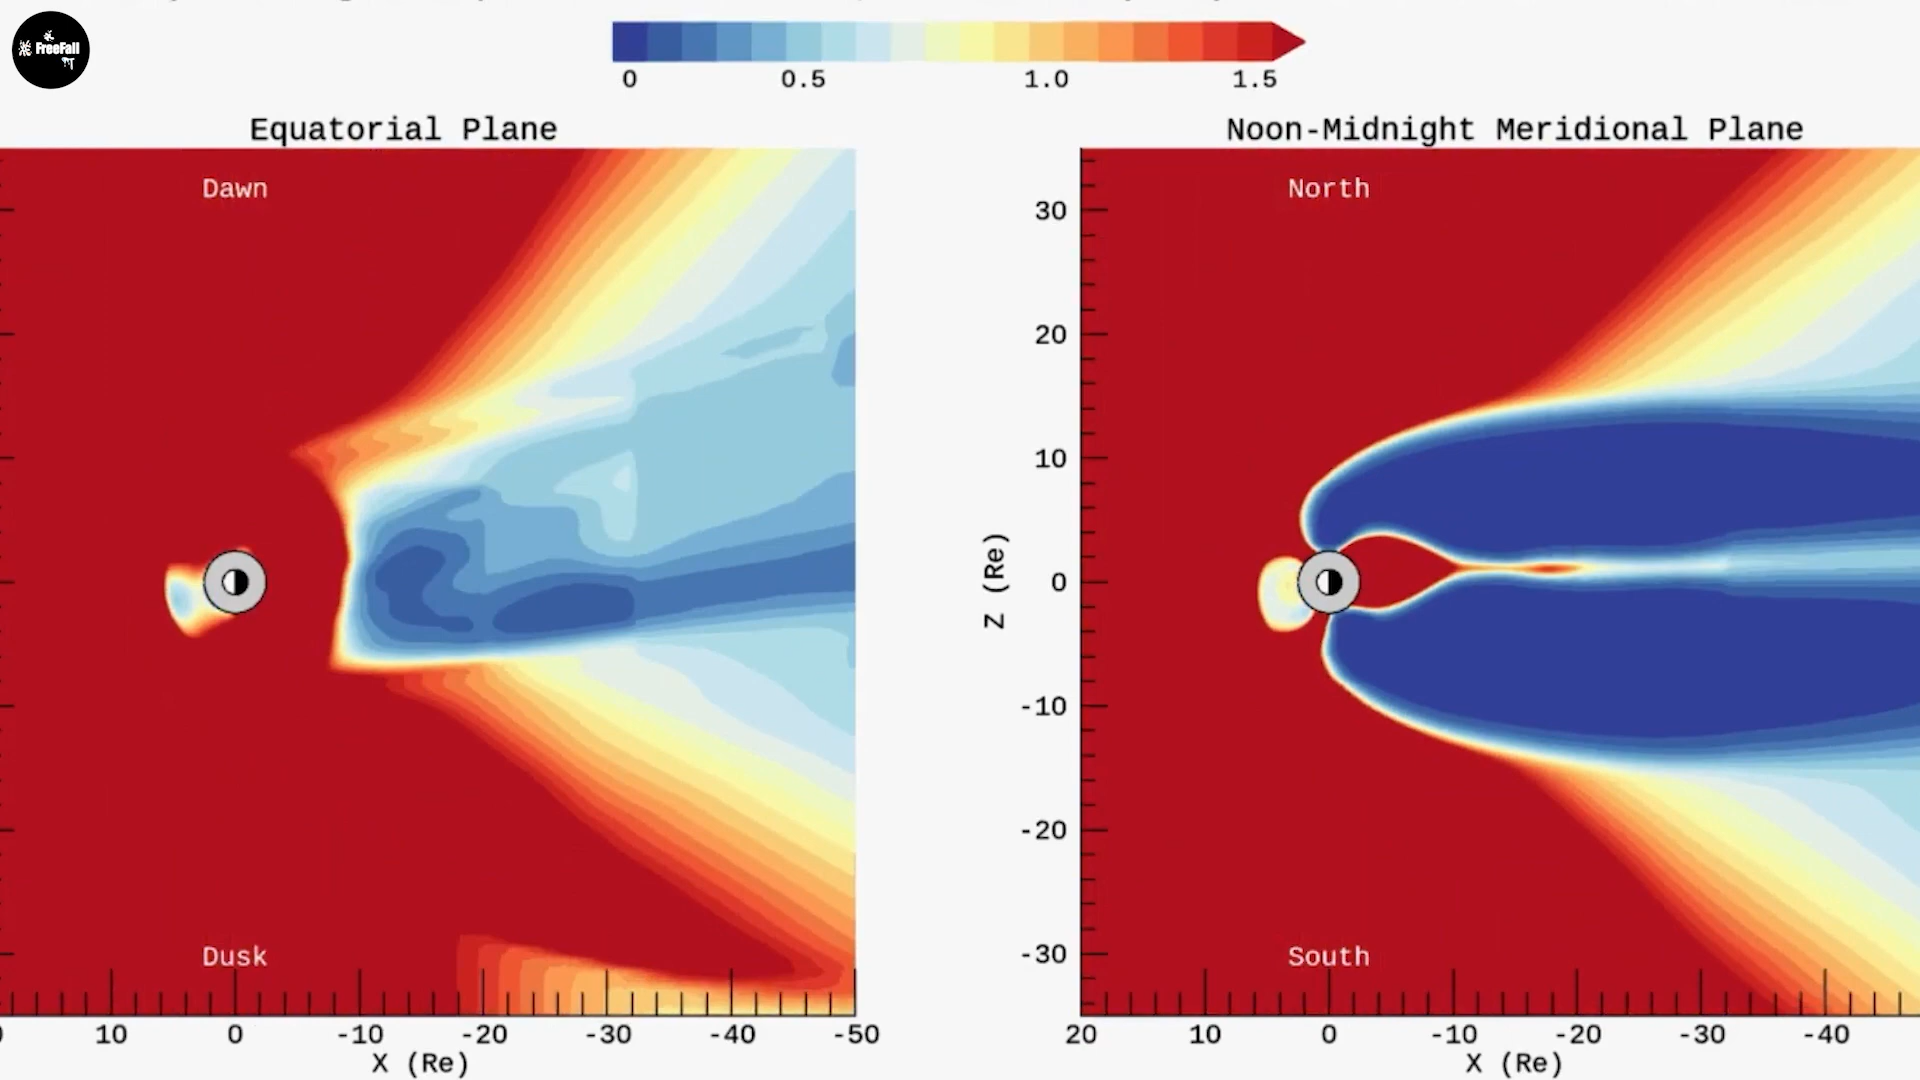 FreeFall
0 0.5 1.0 1.5
Equatorial Plane
Noon-Midnight Meridional Plane
Dawn
North
30
20
10
0
-10
-20
-30
Z (Re)
Dusk
South
10 0 -10 -20 -30 -40 -50
X (Re)
20 10 0 -10 -20 -30 -40
X (Re)